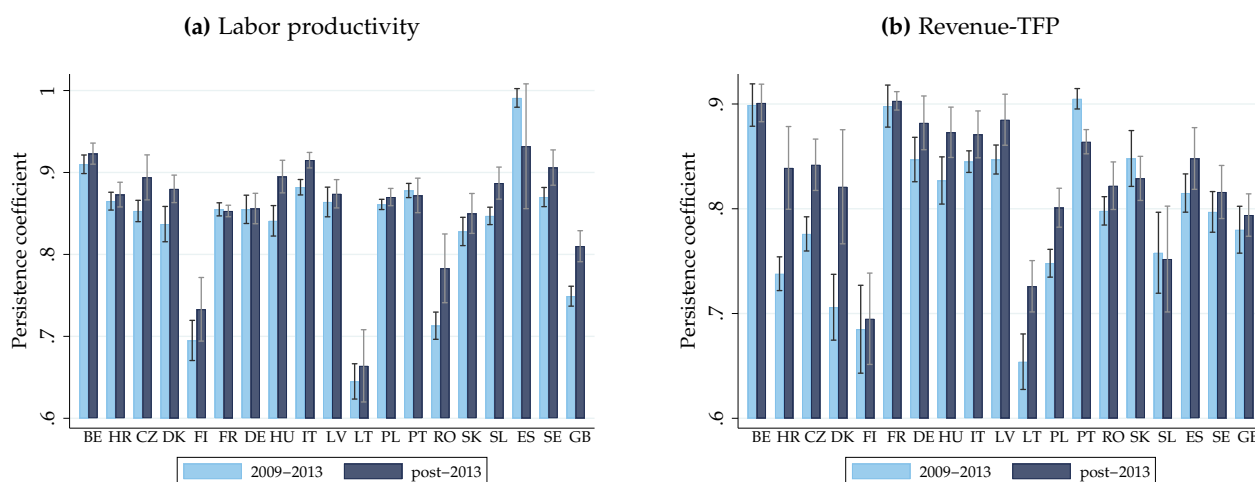 (a) Labor productivity
Persistence coefficient
1
.9
.8
.7
.6
BE HR CZ DK FI FR DE HU IT LV LT PL PT RO SK SL ES SE GB
2009–2013 post–2013
(b) Revenue-TFP
Persistence coefficient
.9
.8
.7
.6
BE HR CZ DK FI FR DE HU IT LV LT PL PT RO SK SL ES SE GB
2009–2013 post–2013